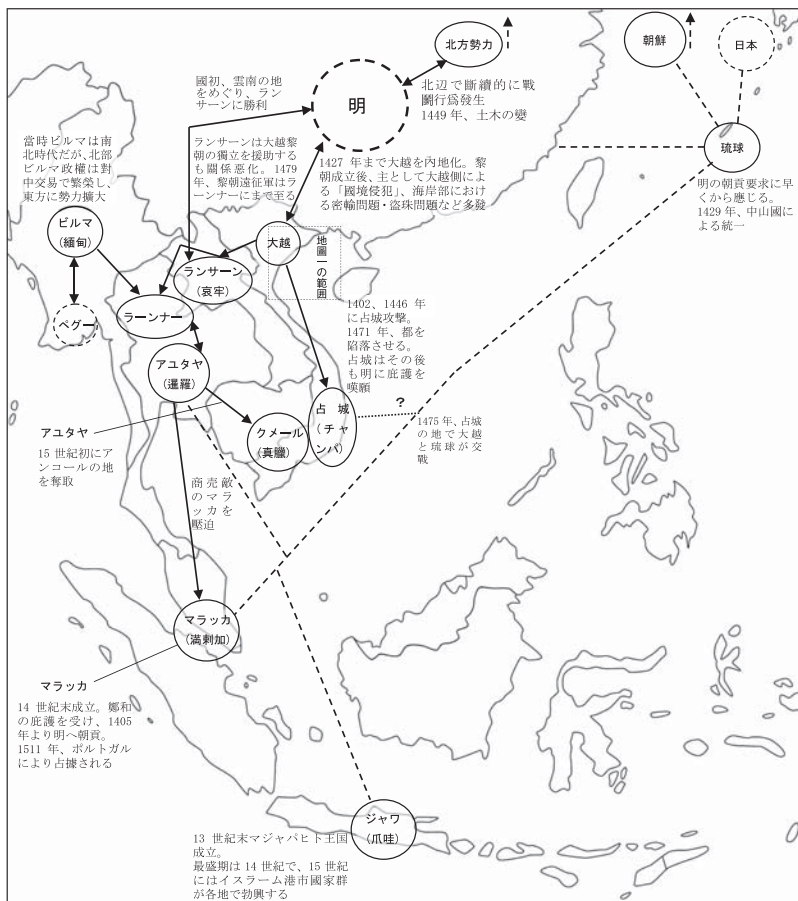 北方勢力
朝鮮
日本
明
國初、雲南の地
をめぐり、ラン
サーンに勝利
北辺で斷續的に戰
鬭行爲發生
1449 年、土木の變
當時ビルマは南
北時代だが、北部
ビルマ政權は對
中交易で繁榮し、
東方に勢力擴大
ランサーンは大越黎
朝の獨立を援助する
も關係惡化。1479
年、黎朝遠征軍はラ
ーンナーにまで至る
1427 年まで大越を内地化。黎
朝成立後、主として大越側によ
る「國境侵犯」、海岸部における
密輸問題・盜珠問題など多發
琉球
明の朝貢要求に早
くから應じる。
1429 年、中山國に
よる統一
ビルマ
(緬甸)
大越
地圖一の範囲
ランサーン
(哀牢)
ラーンナー
ペグー
1402、1446 年
に占城攻擊。
1471 年、都を
陷落させる。
占城はその後
も明に庇護を
嘆願
アユタヤ
(暹羅)
占 城
(チャ
ンパ)
?
1475 年、占城
の地で大越
と琉球が交
戰
クメール
(真臘)
アユタヤ
15 世紀初にア
ンコールの地
を奪取
商売敵
のマラ
ッカを
壓迫
マラッカ
(滿剌加)
マラッカ
14 世紀末成立。鄭和
の庇護を受け、1405
年より明へ朝貢。
1511 年、ポルトガル
により占據される
ジャワ
(爪哇)
13 世紀末マジャパヒト王国
成立。
最盛期は 14 世紀で、15 世紀
にはイスラーム港市國家群
が各地で勃興する